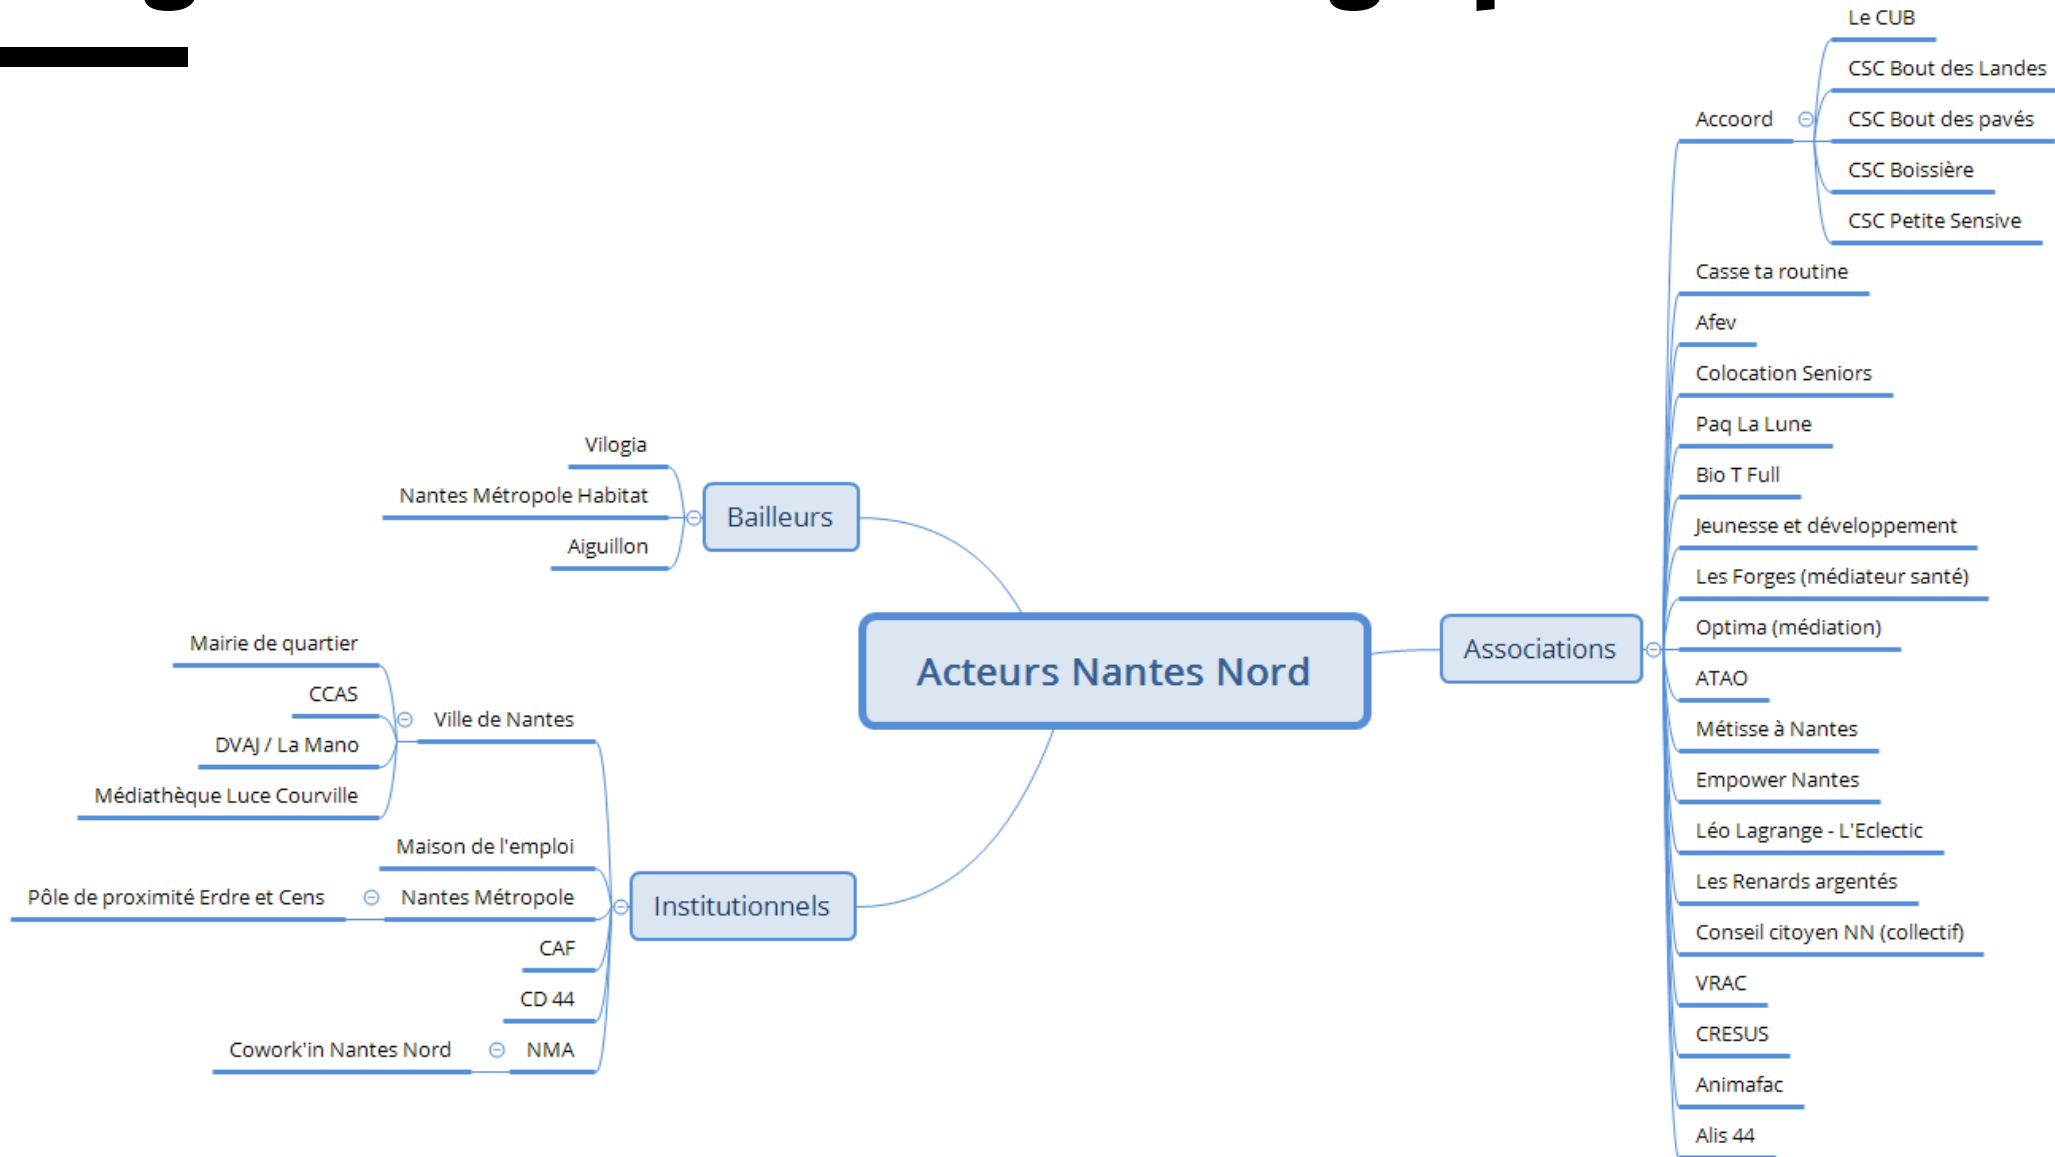 Le CUB
CSC Bout des Landes
Accoord
CSC Bout des pavés
CSC Boissière
CSC Petite Sensive
Casse ta routine
Afev
Colocation Seniors
Paq La Lune
Bio T Full
Jeunesse et développement
Les Forges (médiateur santé)
Optima (médiation)
ATAO
Métisse à Nantes
Empower Nantes
Léo Lagrange - L'Eclectic
Les Renards argentés
Conseil citoyen NN (collectif)
VRAC
CRESUS
Animafac
Alis 44
Associations
Acteurs Nantes Nord
Bailleurs
Vilogia
Nantes Métropole Habitat
Aiguillon
Institutionnels
Ville de Nantes
Mairie de quartier
CCAS
DVAJ / La Mano
Médiathèque Luce Courville
Maison de l'emploi
Nantes Métropole
Pôle de proximité Erdre et Cens
CAF
CD 44
NMA
Cowork'in Nantes Nord